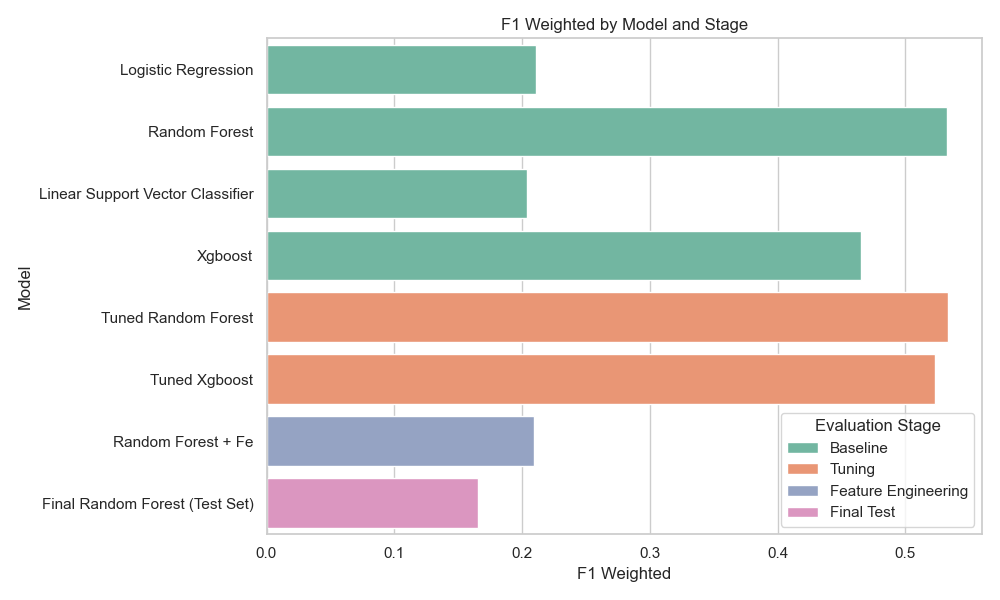 F1 Weighted by Model and Stage
Model
Logistic Regression
Random Forest
Linear Support Vector Classifier
Xgboost
Tuned Random Forest
Tuned Xgboost
Random Forest + Fe
Final Random Forest (Test Set)
Evaluation Stage
Baseline
Tuning
Feature Engineering
Final Test
0.0 0.1 0.2 0.3 0.4 0.5
F1 Weighted